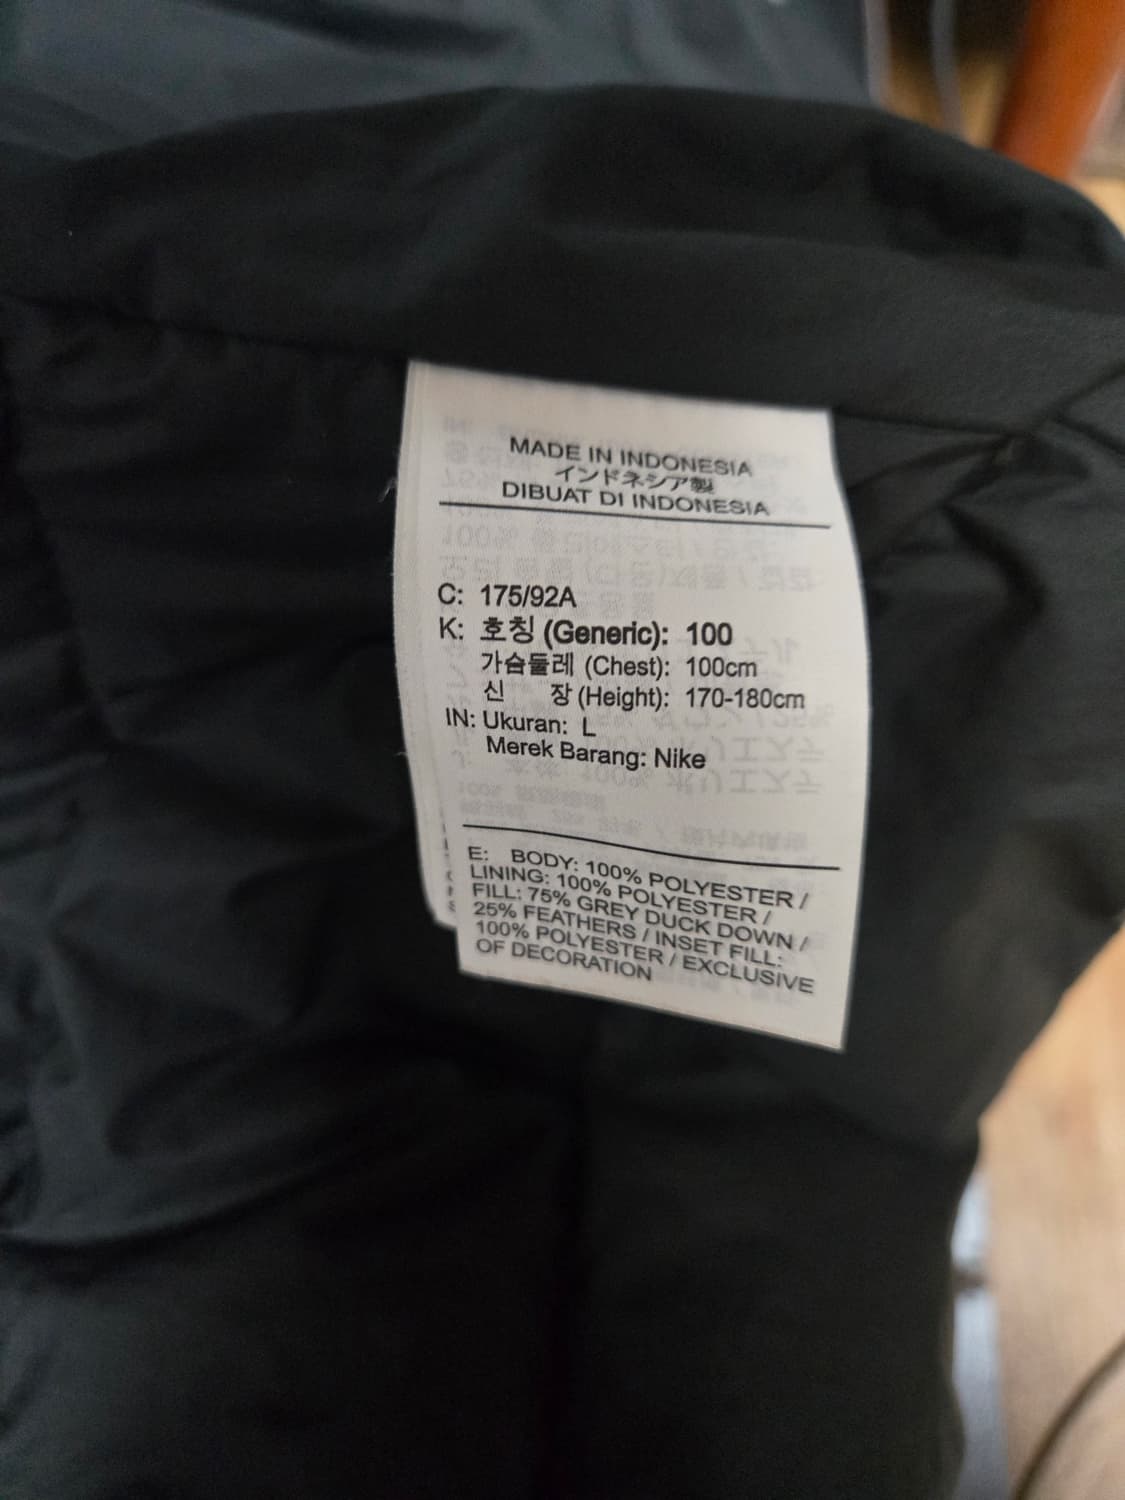 MADE IN INDONESIA
インドネシア製
DIBUAT DI INDONESIA
C: 175/92A
K: 호칭 (Generic): 100
가슴둘레 (Chest): 100cm
신 장 (Height): 170-180cm
IN: Ukuran: L
Merek Barang: Nike
E: BODY: 100% POLYESTER /
LINING: 100% POLYESTER /
FILL: 75% GREY DUCK DOWN /
25% FEATHERS / INSET FILL:
100% POLYESTER / EXCLUSIVE
OF DECORATION